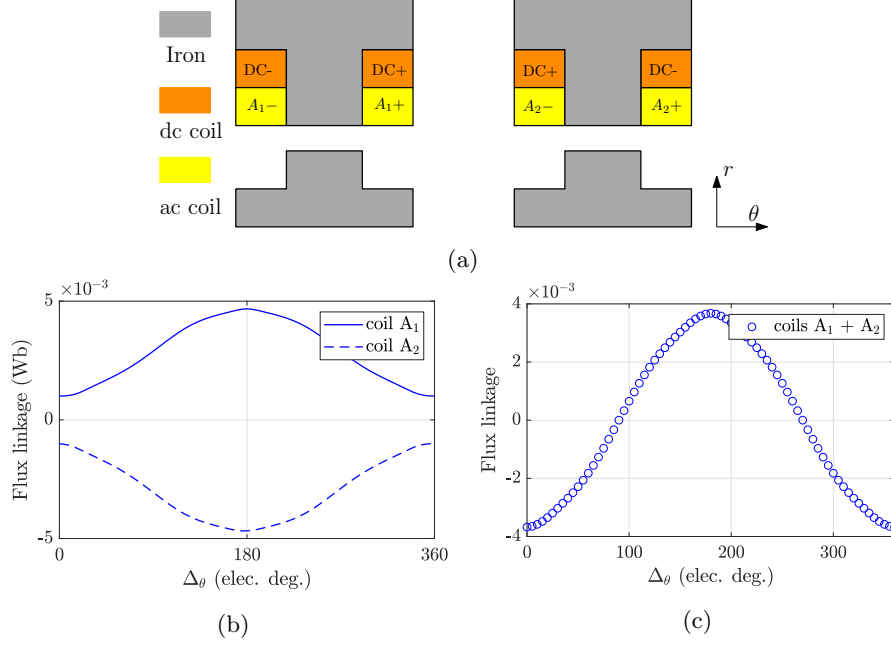 Iron
dc coil
ac coil
DC-
DC+
A₁−
A₁+
DC+
DC-
A₂−
A₂+
r
θ
(a)
×10⁻³
5
0
-5
0
180
360
Flux linkage (Wb)
Δθ (elec. deg.)
coil A₁
coil A₂
(b)
×10⁻³
4
2
0
-2
-4
0
100
200
300
Flux linkage
Δθ (elec. deg.)
coils A₁ + A₂
(c)